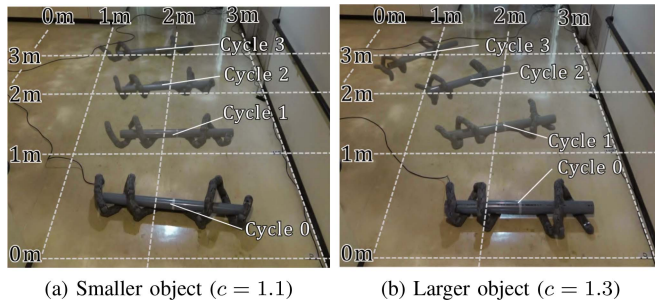 0m 1m 2m 3m
Cycle 3
3m
Cycle 2
2m
Cycle 1
1m
Cycle 0
0m
(a) Smaller object (c = 1.1)
0m 1m 2m 3m
Cycle 3
3m
Cycle 2
2m
Cycle 1
1m
Cycle 0
0m
(b) Larger object (c = 1.3)